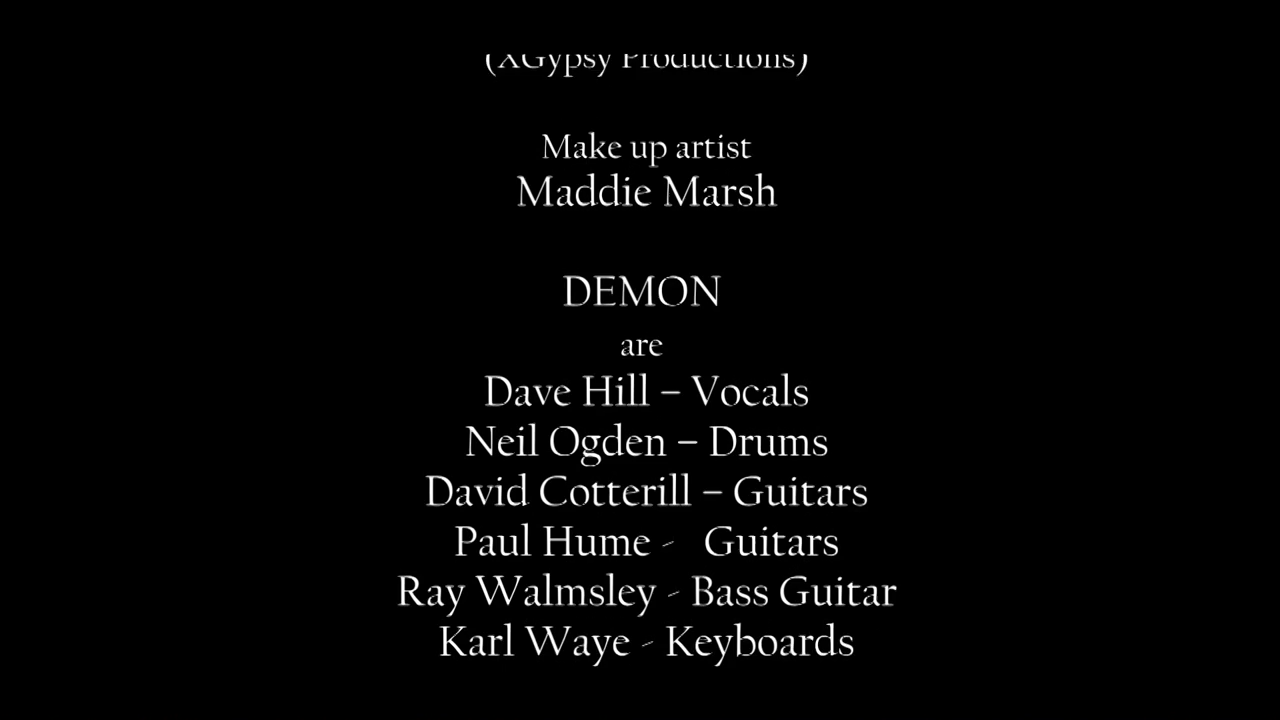 (XGypsy Productions)
Make up artist
Maddie Marsh
DEMON
are
Dave Hill – Vocals
Neil Ogden – Drums
David Cotterill – Guitars
Paul Hume - Guitars
Ray Walmsley - Bass Guitar
Karl Waye - Keyboards